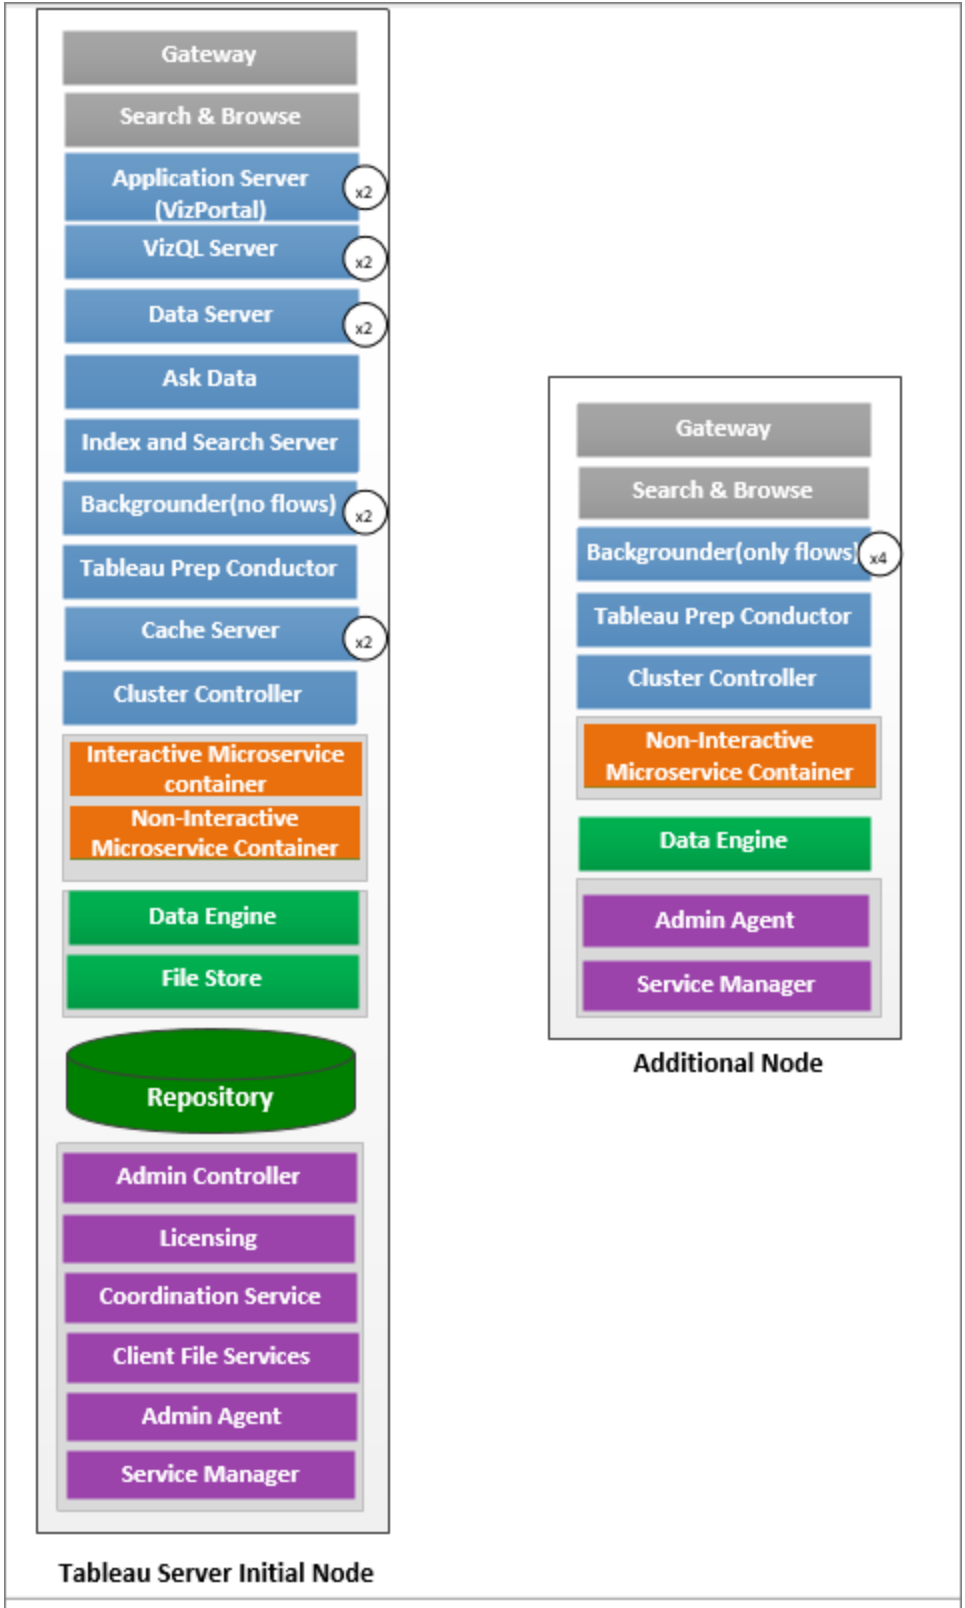 Gateway
Search & Browse
Application Server
(VizPortal)
x2
VizQL Server
x2
Data Server
x2
Ask Data
Index and Search Server
Backgrounder(no flows)
x2
Tableau Prep Conductor
Cache Server
x2
Cluster Controller
Interactive Microservice
container
Non-Interactive
Microservice Container
Data Engine
File Store
Repository
Admin Controller
Licensing
Coordination Service
Client File Services
Admin Agent
Service Manager
Tableau Server Initial Node
Gateway
Search & Browse
Backgrounder(only flows)
x4
Tableau Prep Conductor
Cluster Controller
Non-Interactive
Microservice Container
Data Engine
Admin Agent
Service Manager
Additional Node